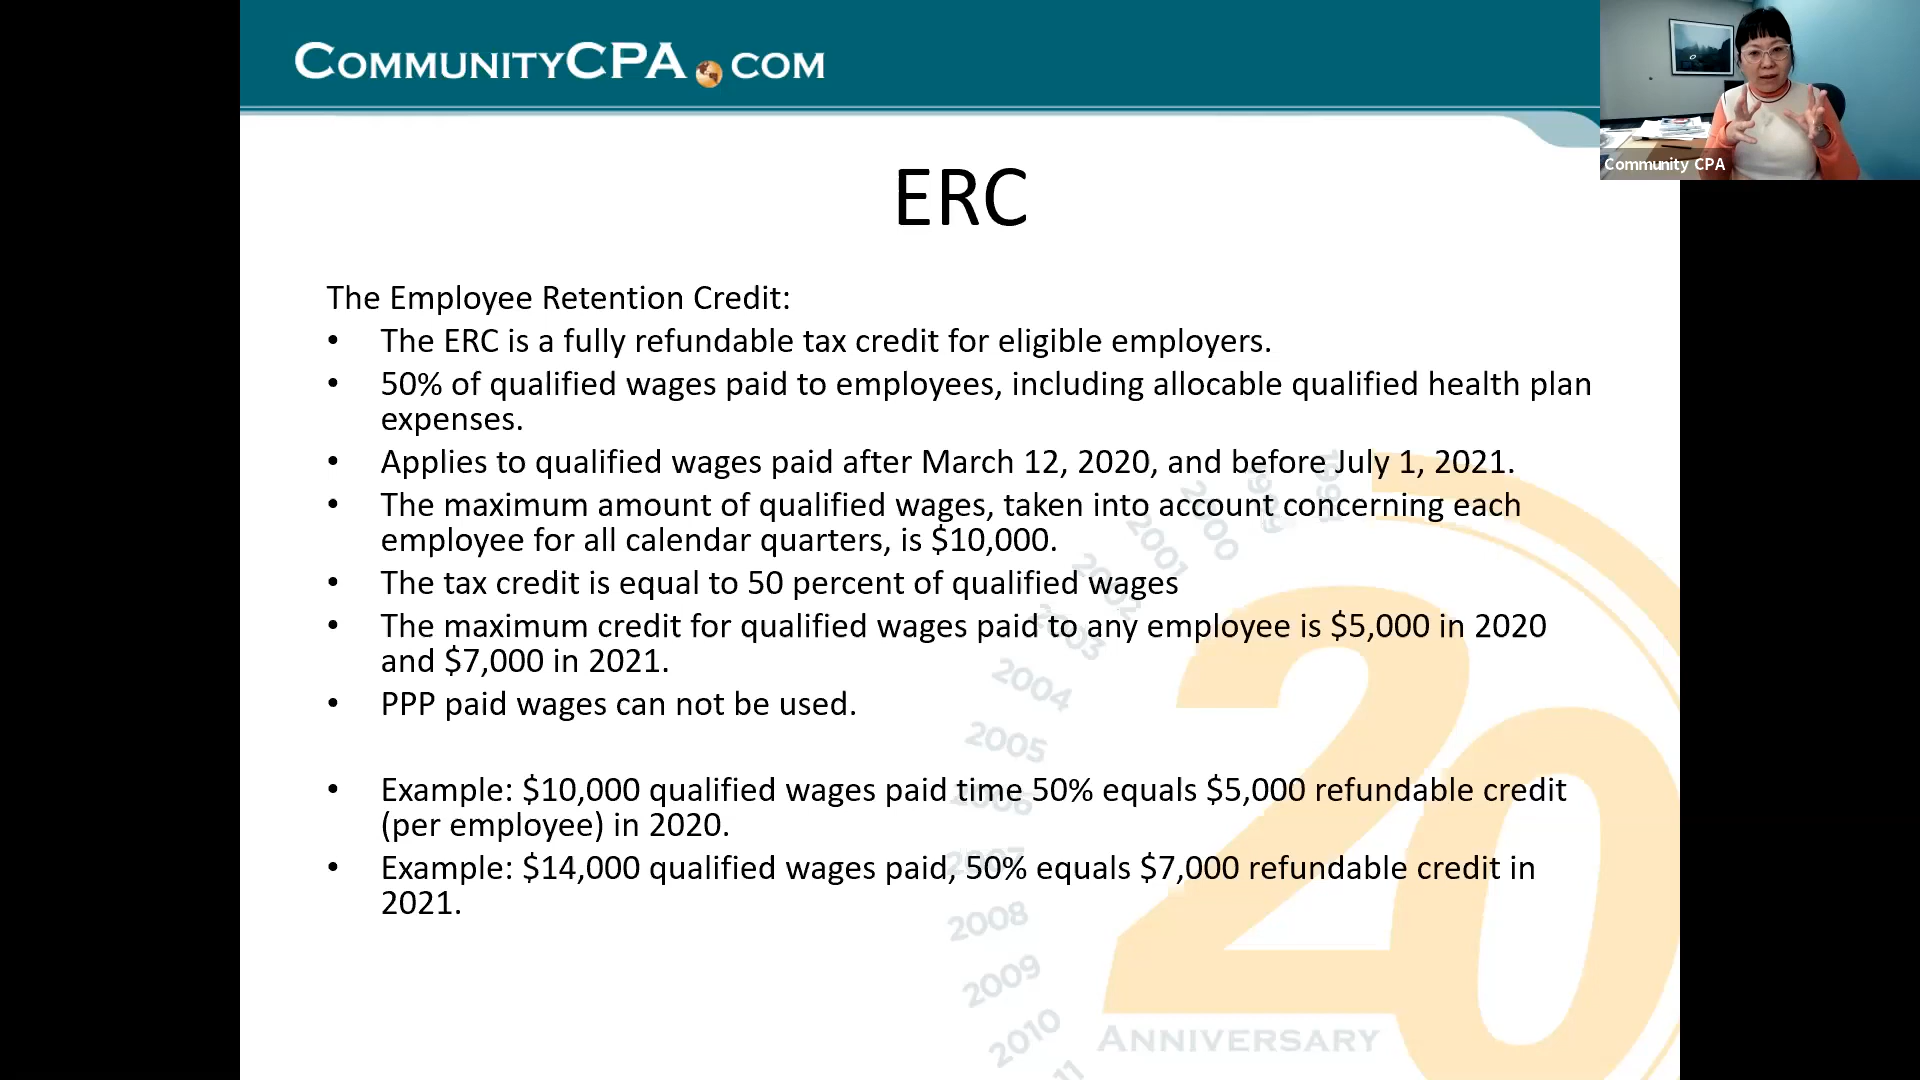 COMMUNITYCPA.COM
Community CPA
ERC
The Employee Retention Credit:
• The ERC is a fully refundable tax credit for eligible employers.
• 50% of qualified wages paid to employees, including allocable qualified health plan
expenses.
• Applies to qualified wages paid after March 12, 2020, and before July 1, 2021.
• The maximum amount of qualified wages, taken into account concerning each
employee for all calendar quarters, is $10,000.
• The tax credit is equal to 50 percent of qualified wages
• The maximum credit for qualified wages paid to any employee is $5,000 in 2020
and $7,000 in 2021.
• PPP paid wages can not be used.
• Example: $10,000 qualified wages paid time 50% equals $5,000 refundable credit
(per employee) in 2020.
• Example: $14,000 qualified wages paid, 50% equals $7,000 refundable credit in
2021.
1999
2000
2001
2002
2003
2004
2005
2006
2007
2008
2009
2010
20
ANNIVERSARY